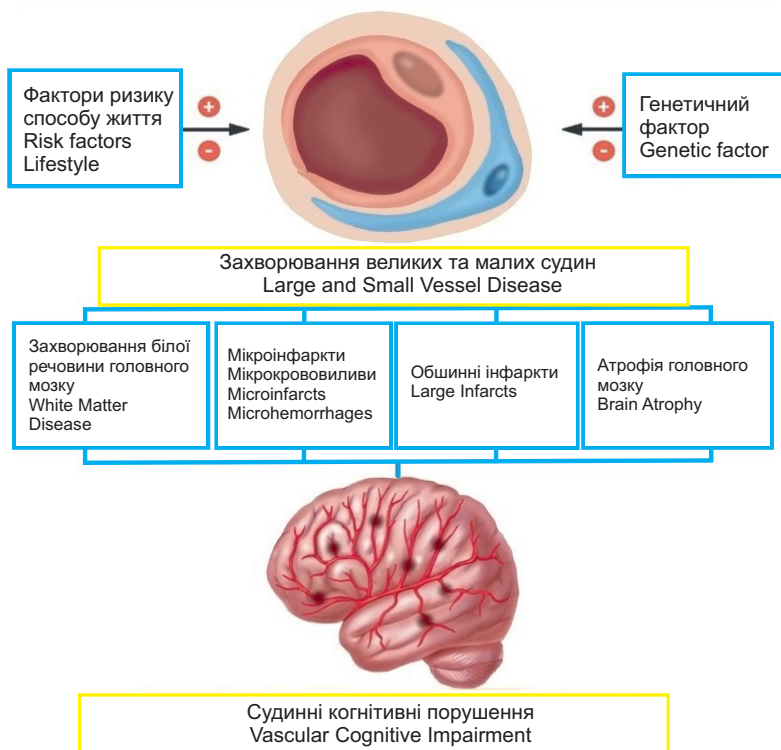 Фактори ризику
способу життя
Risk factors
Lifestyle
+
−
+
−
Генетичний
фактор
Genetic factor
Захворювання великих та малих судин
Large and Small Vessel Disease
Захворювання білої
речовини головного
мозку
White Matter
Disease
Мікроінфаркти
Мікрокрововиливи
Microinfarcts
Microhemorrhages
Обшинні інфаркти
Large Infarcts
Атрофія головного
мозку
Brain Atrophy
Судинні когнітивні порушення
Vascular Cognitive Impairment